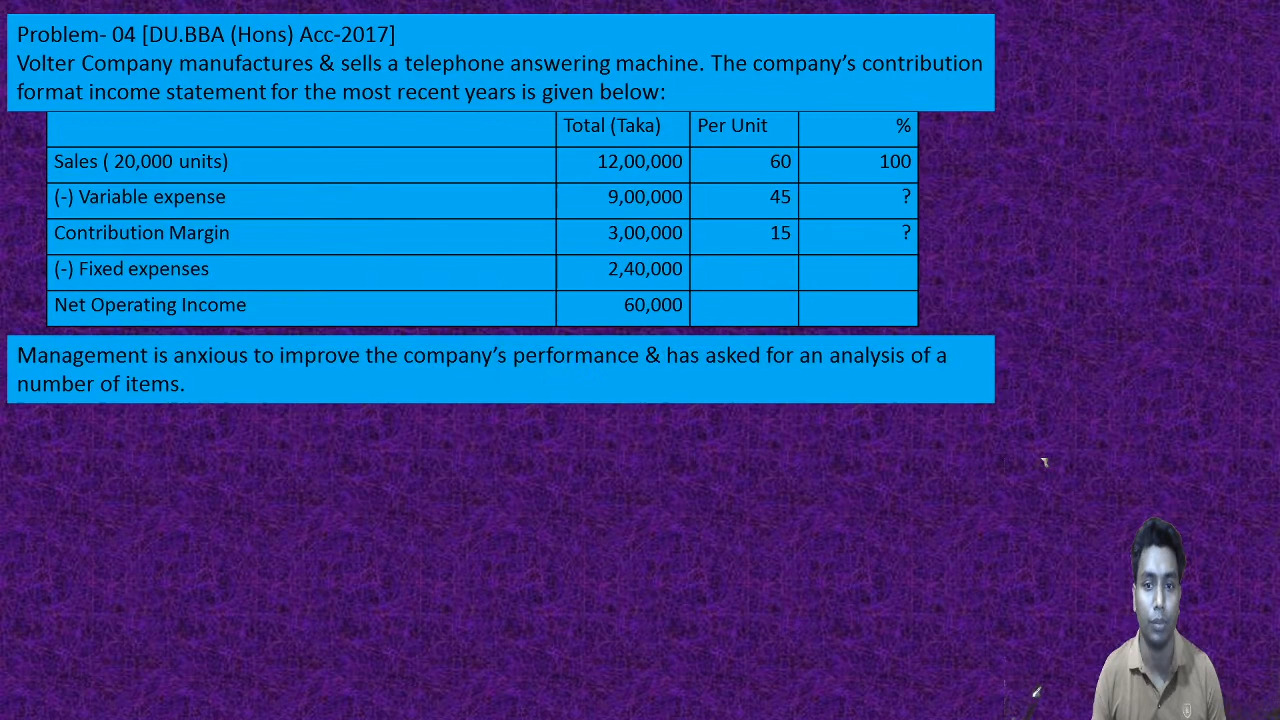 Problem- 04 [DU.BBA (Hons) Acc-2017]
Volter Company manufactures & sells a telephone answering machine. The company's contribution
format income statement for the most recent years is given below:
Total (Taka) Per Unit %
Sales ( 20,000 units) 12,00,000 60 100
(-) Variable expense 9,00,000 45 ?
Contribution Margin 3,00,000 15 ?
(-) Fixed expenses 2,40,000
Net Operating Income 60,000
Management is anxious to improve the company's performance & has asked for an analysis of a
number of items.